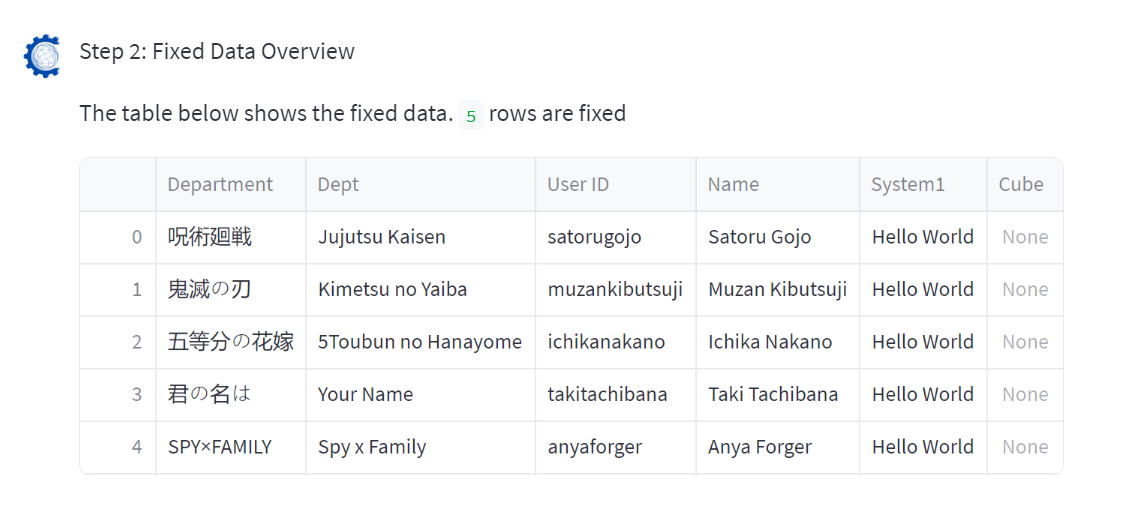 Step 2: Fixed Data Overview
The table below shows the fixed data. 5 rows are fixed
Department Dept User ID Name System1 Cube
0 呪術廻戦 Jujutsu Kaisen satorugojo Satoru Gojo Hello World None
1 鬼滅の刃 Kimetsu no Yaiba muzankibutsuji Muzan Kibutsuji Hello World None
2 五等分の花嫁 5Toubun no Hanayome ichikanakano Ichika Nakano Hello World None
3 君の名は Your Name takitachibana Taki Tachibana Hello World None
4 SPY×FAMILY Spy x Family anyaforger Anya Forger Hello World None